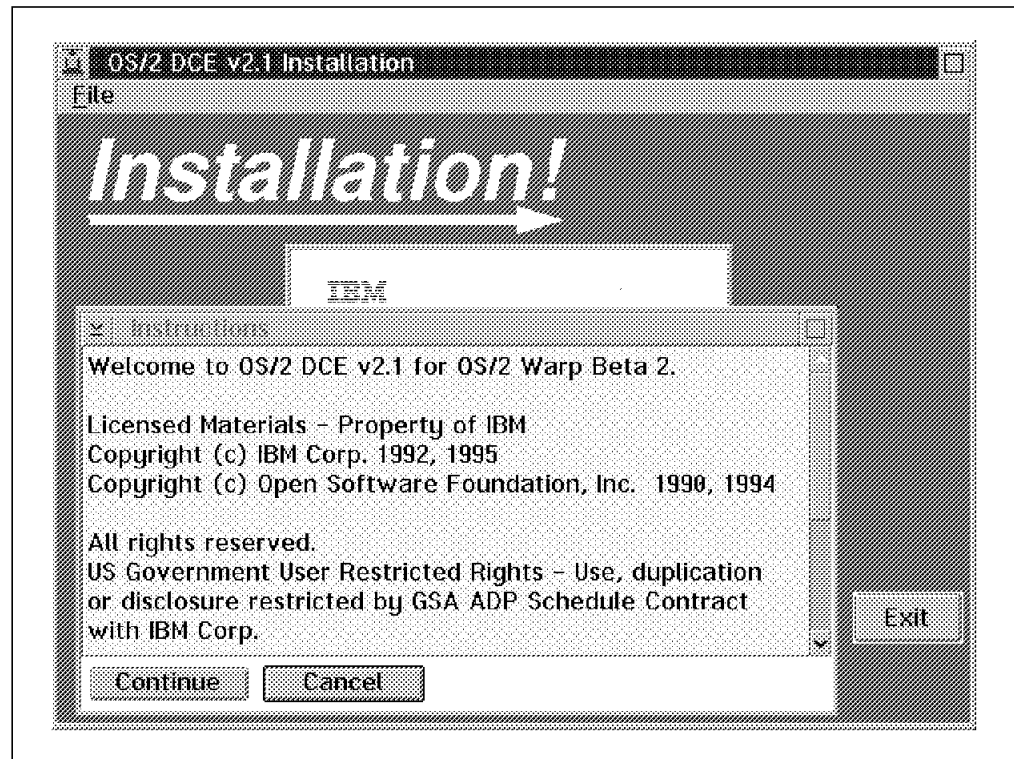 OS/2 DCE v2.1 Installation
File
Installation!
IBM
Instructions
Welcome to OS/2 DCE v2.1 for OS/2 Warp Beta 2.
Licensed Materials - Property of IBM
Copyright (c) IBM Corp. 1992, 1995
Copyright (c) Open Software Foundation, Inc.  1990, 1994
All rights reserved.
US Government User Restricted Rights - Use, duplication
or disclosure restricted by GSA ADP Schedule Contract
with IBM Corp.
Exit
Continue Cancel